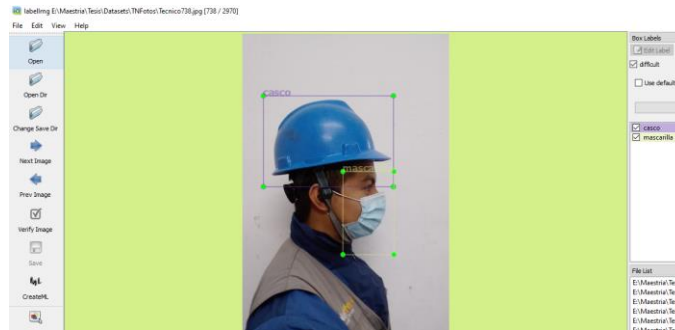 labelImg E:\Maestria\Tesis\Datasets\TNFotos\Tecnico738.jpg [738 / 2970]
File Edit View Help
Open
Open Dir
Change Save Dir
Next Image
Prev Image
Verify Image
Save
CreateML
casco
masca
Box Labels
Edit Label
difficult
Use default
casco
mascarilla
File List
E:\Maestria\Te
E:\Maestria\Te
E:\Maestria\Te
E:\Maestria\Te
E:\Maestria\Te